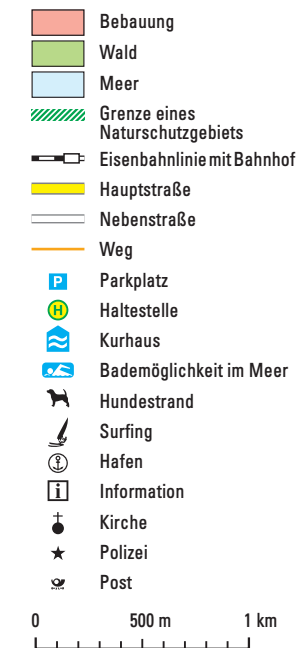 Bebauung
Wald
Meer
Grenze eines
Naturschutzgebiets
Eisenbahnlinie mit Bahnhof
Hauptstraße
Nebenstraße
Weg
P Parkplatz
H Haltestelle
Kurhaus
Bademöglichkeit im Meer
Hundestrand
Surfing
Hafen
i Information
Kirche
Polizei
Post
0 500 m 1 km